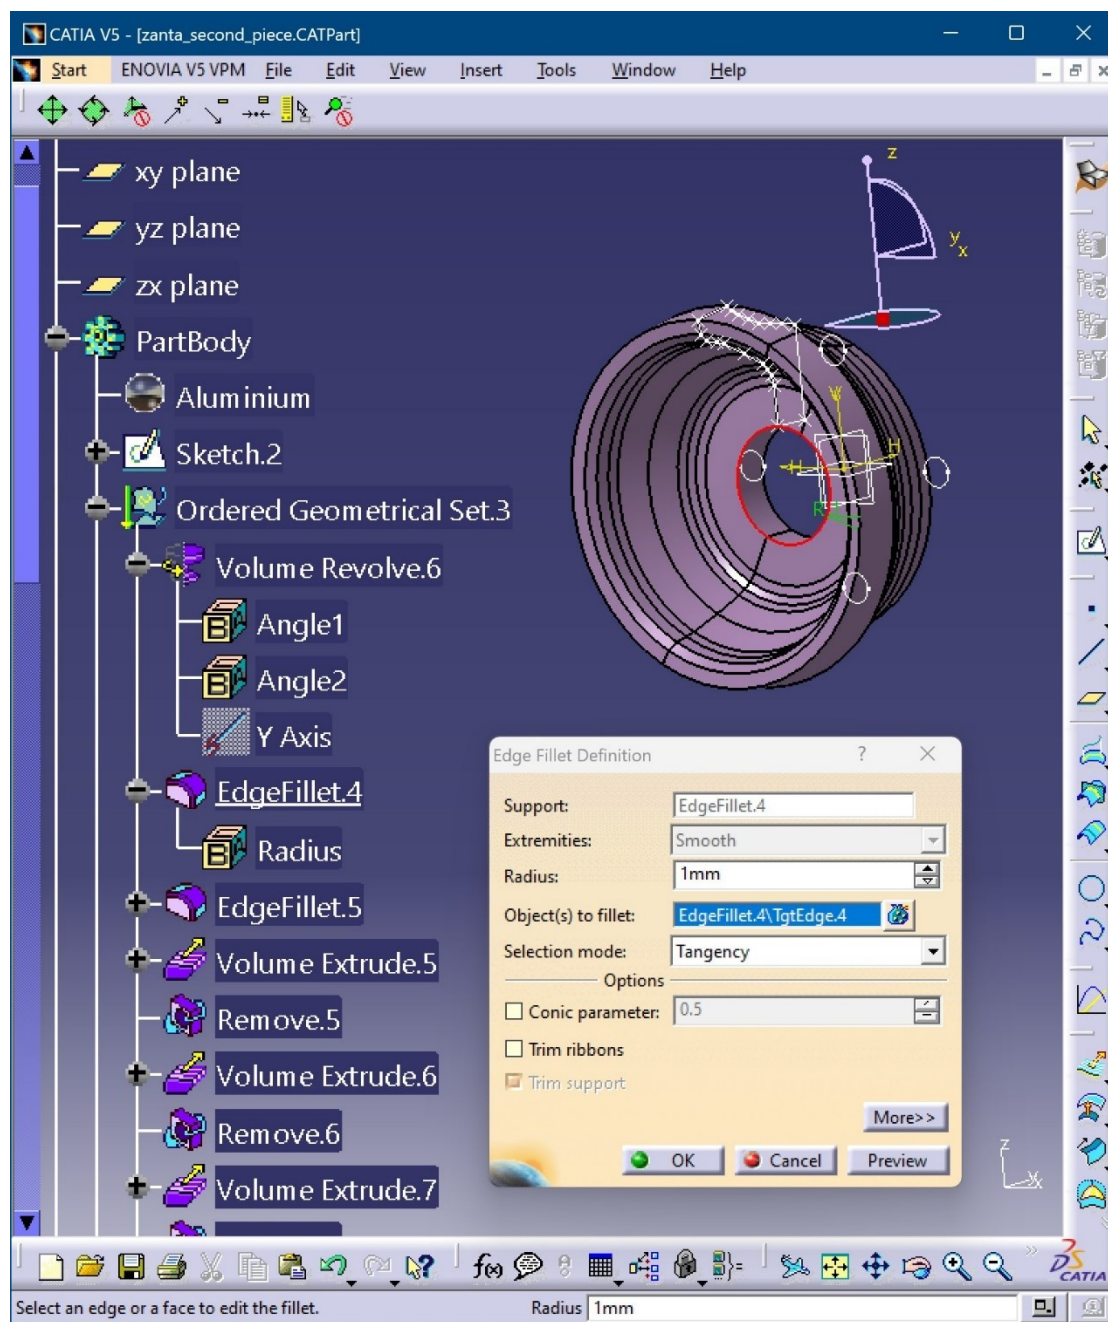 CATIA V5 - [zanta_second_piece.CATPart]
Start ENOVIA V5 VPM File Edit View Insert Tools Window Help
xy plane
yz plane
zx plane
PartBody
Aluminium
Sketch.2
Ordered Geometrical Set.3
Volume Revolve.6
Angle1
Angle2
Y Axis
EdgeFillet.4
Radius
EdgeFillet.5
Volume Extrude.5
Remove.5
Volume Extrude.6
Remove.6
Volume Extrude.7
z
y
x
V
H
H
R
Edge Fillet Definition ?
Support: EdgeFillet.4
Extremities: Smooth
Radius: 1mm
Object(s) to fillet: EdgeFillet.4\TgtEdge.4
Selection mode: Tangency
Options
Conic parameter: 0.5
Trim ribbons
Trim support
More>>
OK Cancel Preview
z
x
f(x)
CATIA
Select an edge or a face to edit the fillet. Radius 1mm